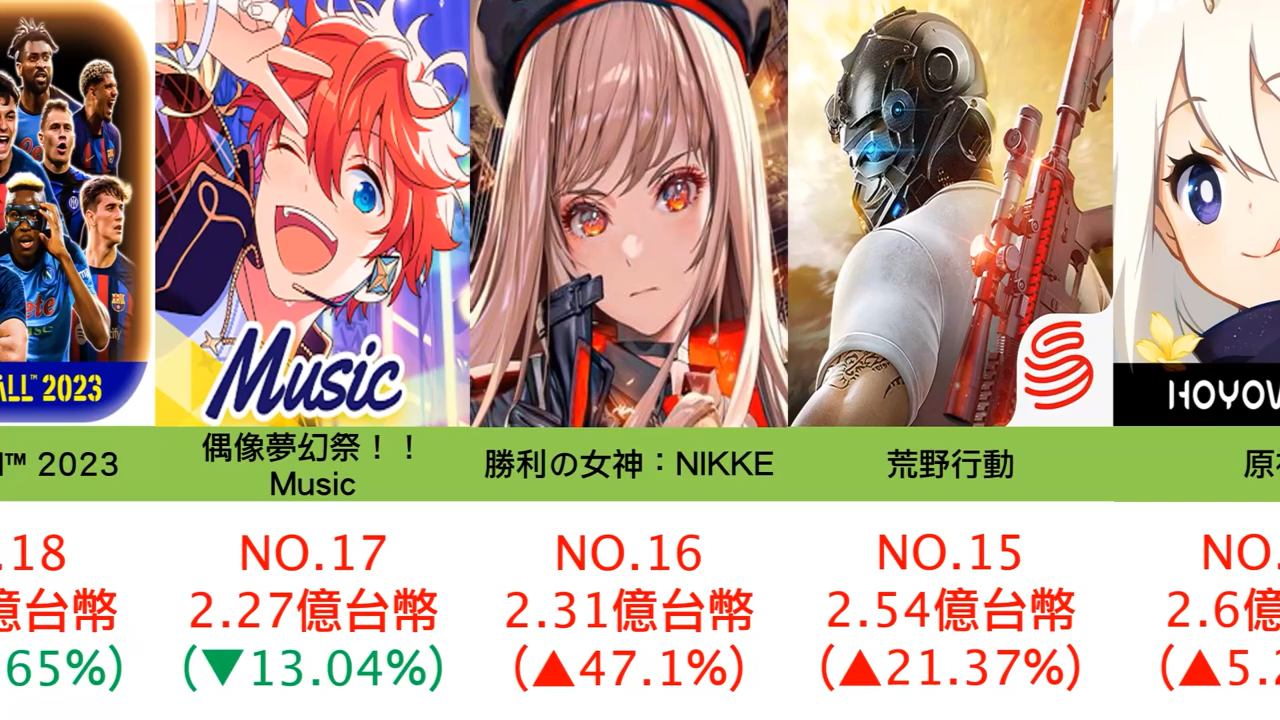 ALL™ 2023
Music
HOYOV
™ 2023
偶像夢幻祭！！
Music
勝利の女神：NIKKE
荒野行動
原
.18
億台幣
65%)
NO.17
2.27億台幣
(▼13.04%)
NO.16
2.31億台幣
(▲47.1%)
NO.15
2.54億台幣
(▲21.37%)
NO.
2.6億
(▲5.2